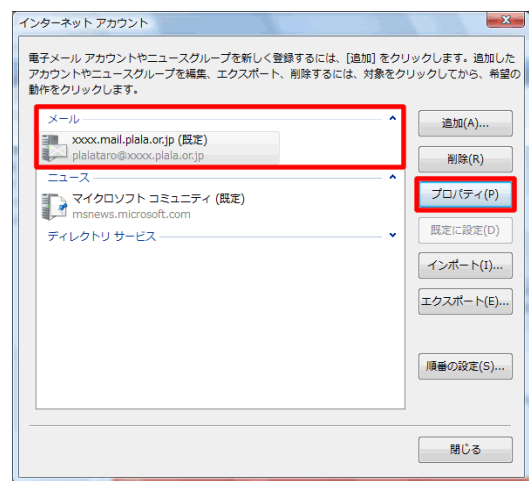 インターネット アカウント
電子メール アカウントやニュースグループを新しく登録するには、[追加] をクリックします。追加した
アカウントやニュースグループを編集、エクスポート、削除するには、対象をクリックしてから、希望の
動作をクリックします。
メール
xxxx.mail.plala.or.jp (既定)
plalataro@xxxx.plala.or.jp
ニュース
マイクロソフト コミュニティ (既定)
msnews.microsoft.com
ディレクトリ サービス
追加(A)...
削除(R)
プロパティ(P)
既定に設定(D)
インポート(I)...
エクスポート(E)...
順番の設定(S)...
閉じる